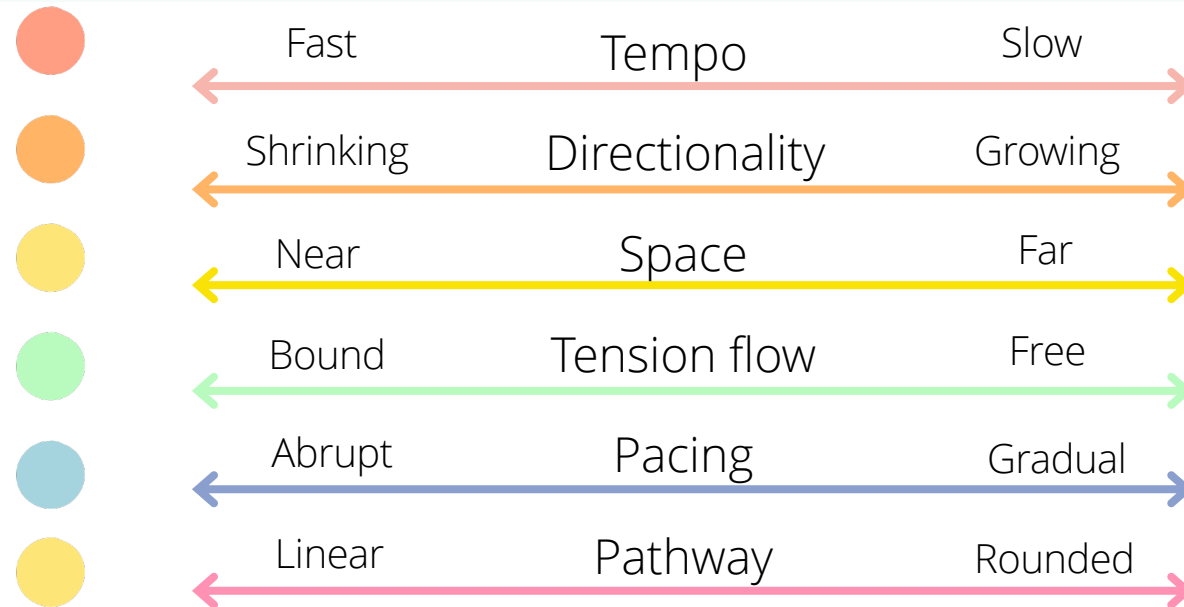 Fast Tempo Slow
Shrinking Directionality Growing
Near Space Far
Bound Tension flow Free
Abrupt Pacing Gradual
Linear Pathway Rounded